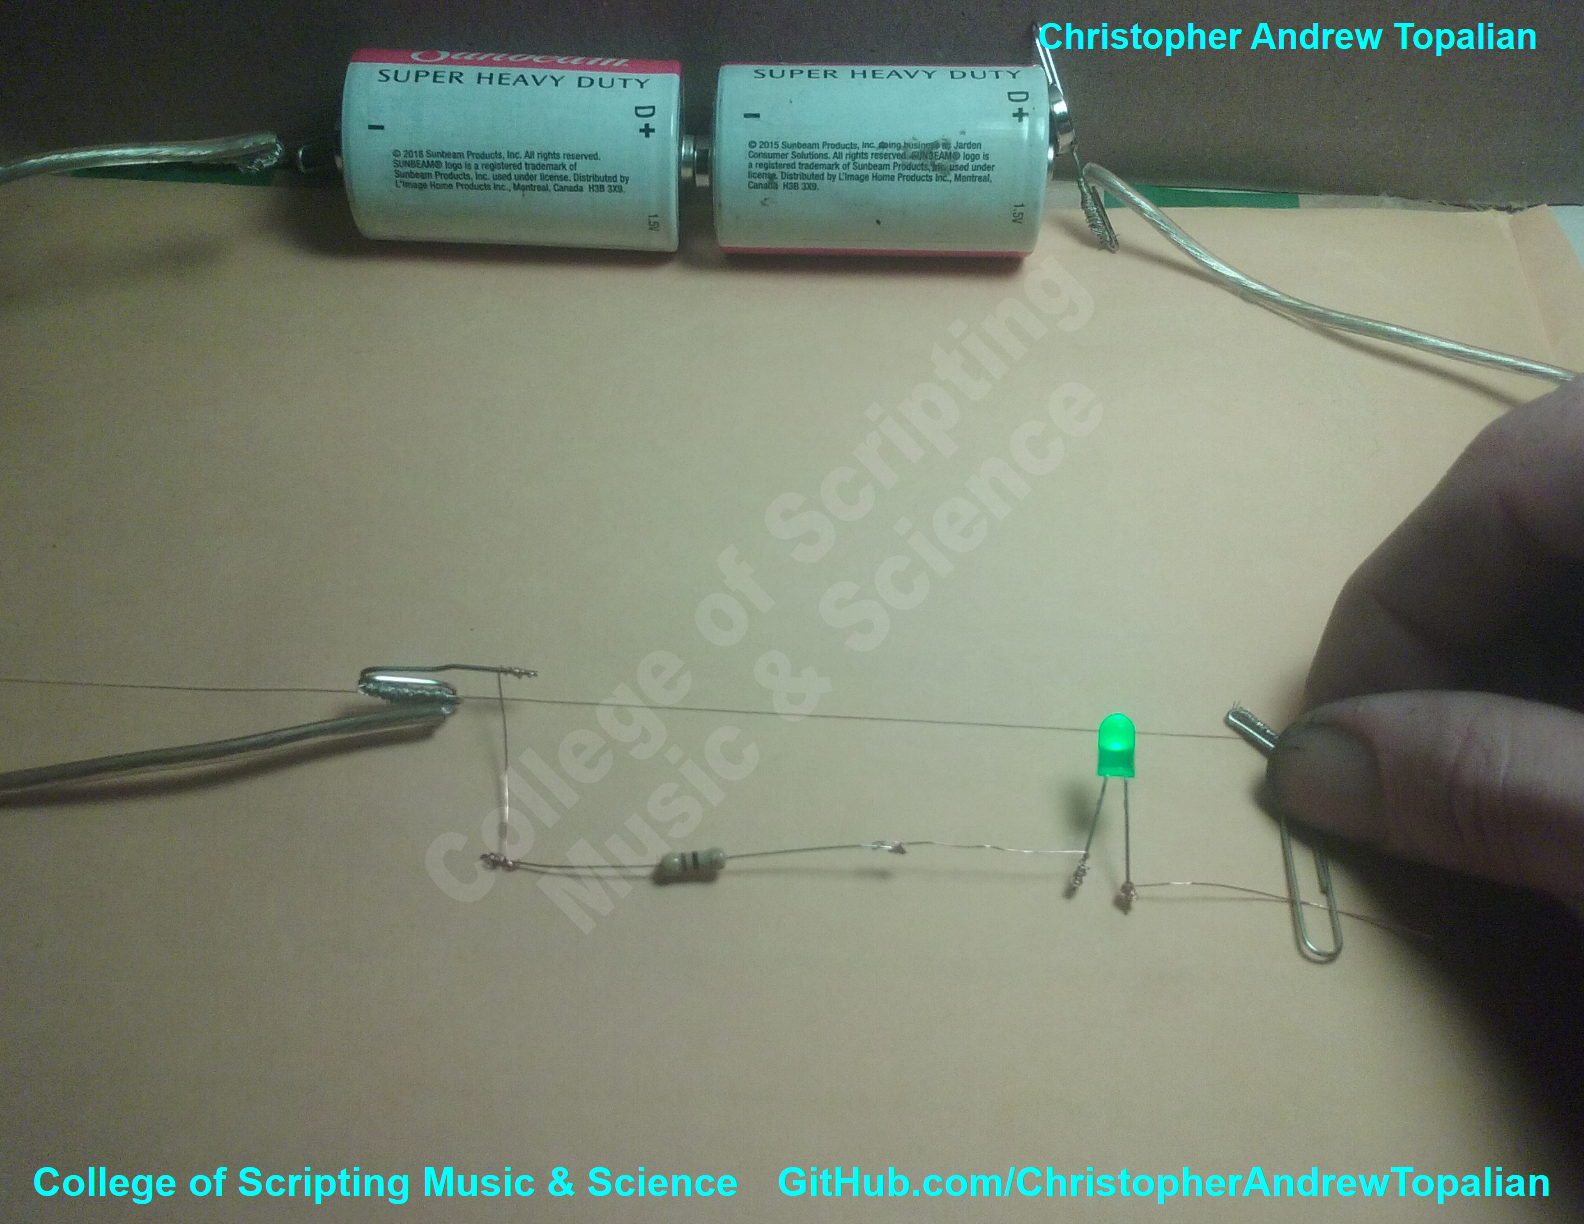 Christopher Andrew Topalian
Sunbeam
SUPER HEAVY DUTY
D+
-
© 2018 Sunbeam Products, Inc. All rights reserved.
SUNBEAM® logo is a registered trademark of
Sunbeam Products, Inc. used under license. Distributed by
L'Image Home Products Inc., Montreal, Canada H3B 3X9.
1.5V
SUPER HEAVY DUTY
D+
-
© 2015 Sunbeam Products, Inc. doing business as Jarden
Consumer Solutions. All rights reserved. SUNBEAM® logo is
a registered trademark of Sunbeam Products, Inc. used under
license. Distributed by L'Image Home Products Inc., Montreal,
Canada H3B 3X9.
1.5V
College of Scripting
Music & Science
College of Scripting Music & Science GitHub.com/ChristopherAndrewTopalian